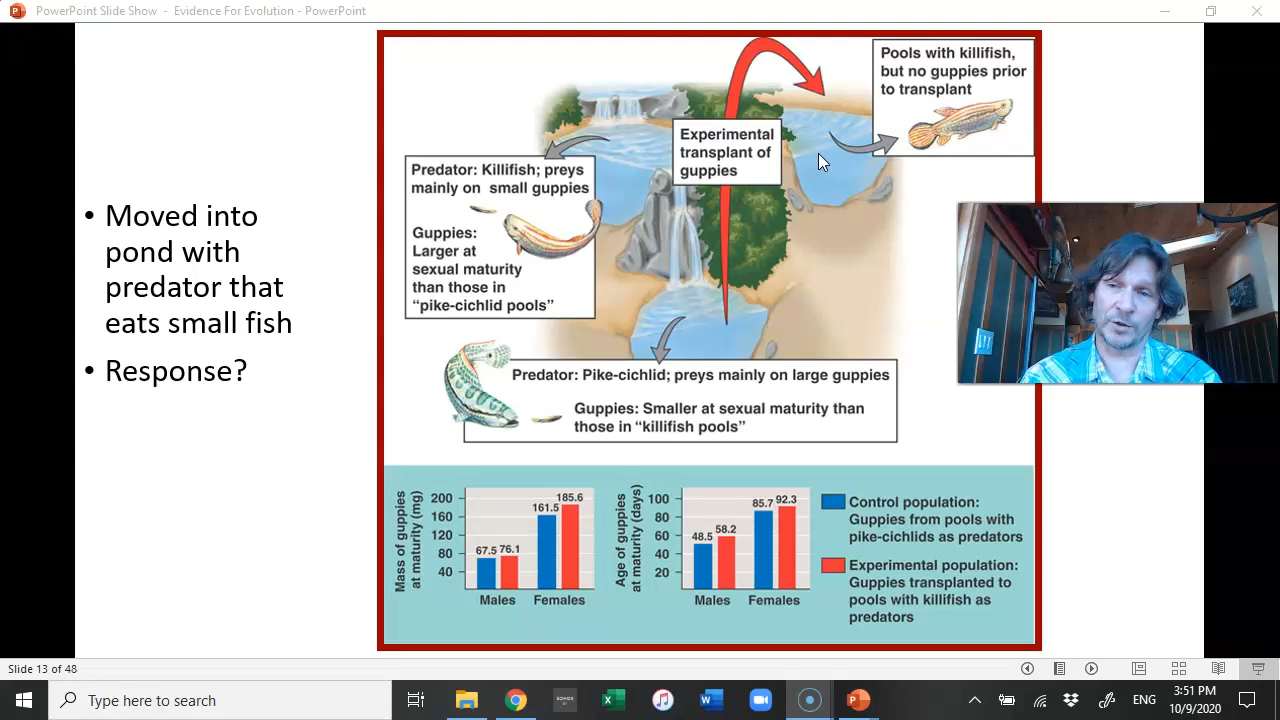 PowerPoint Slide Show - Evidence For Evolution - PowerPoint
• Moved into
pond with
predator that
eats small fish
• Response?
Pools with killifish,
but no guppies prior
to transplant
Experimental
transplant of
guppies
Predator: Killifish; preys
mainly on small guppies
Guppies:
Larger at
sexual maturity
than those in
“pike-cichlid pools”
Predator: Pike-cichlid; preys mainly on large guppies
Guppies: Smaller at sexual maturity than
those in “killifish pools”
Mass of guppies
at maturity (mg)
200
160
120
80
40
67.5 76.1
161.5
185.6
Males Females
Age of guppies
at maturity (days)
100
80
60
40
20
48.5
58.2
85.7
92.3
Males Females
Control population:
Guppies from pools with
pike-cichlids as predators
Experimental population:
Guppies transplanted to
pools with killifish as
predators
Slide 13 of 48
Type here to search
SONOS
ENG
3:51 PM
10/9/2020